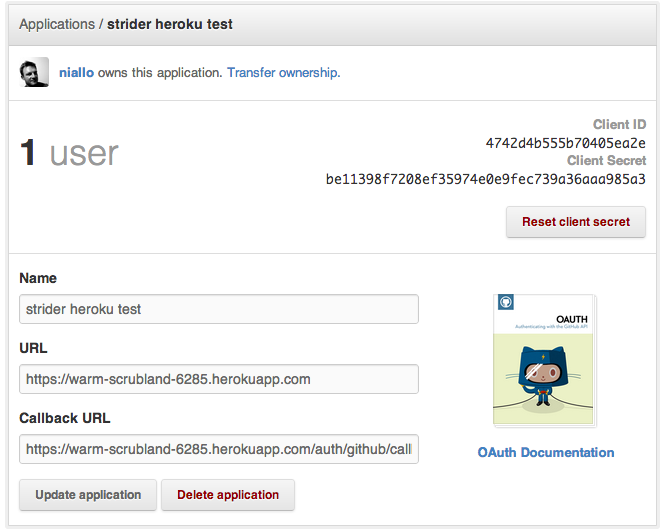 Applications / strider heroku test
niallo owns this application. Transfer ownership.
1 user
Client ID
4742d4b555b70405ea2e
Client Secret
be11398f7208ef35974e0e9fec739a36aaa985a3
Reset client secret
Name
strider heroku test
URL
https://warm-scrubland-6285.herokuapp.com
Callback URL
https://warm-scrubland-6285.herokuapp.com/auth/github/call
OAUTH
Authenticating with the GitHub API
OAuth Documentation
Update application
Delete application